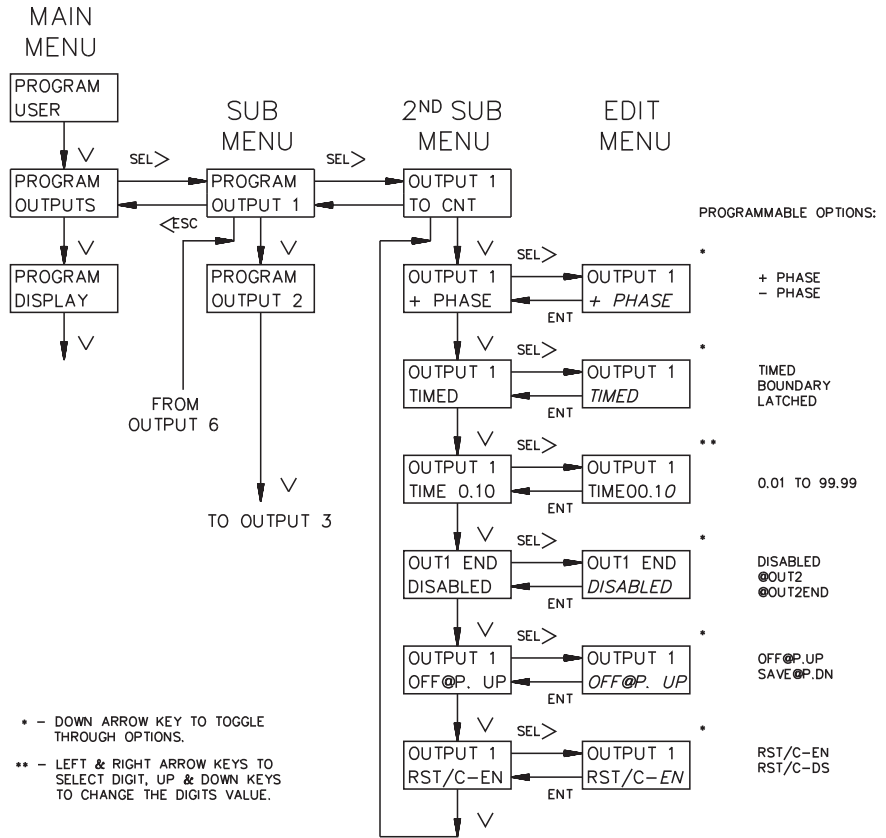 MAIN
MENU
PROGRAM
USER
SUB
MENU
2ND SUB
MENU
EDIT
MENU
SEL>
SEL>
PROGRAM
OUTPUTS
PROGRAM
OUTPUT 1
OUTPUT 1
TO CNT
<ESC
PROGRAMMABLE OPTIONS:
PROGRAM
DISPLAY
PROGRAM
OUTPUT 2
SEL>
OUTPUT 1
+ PHASE
OUTPUT 1
+ PHASE
ENT
*
+ PHASE
- PHASE
FROM
OUTPUT 6
SEL>
OUTPUT 1
TIMED
OUTPUT 1
TIMED
ENT
*
TIMED
BOUNDARY
LATCHED
TO OUTPUT 3
SEL>
OUTPUT 1
TIME 0.10
OUTPUT 1
TIME00.10
ENT
**
0.01 TO 99.99
SEL>
OUT1 END
DISABLED
OUT1 END
DISABLED
ENT
*
DISABLED
@OUT2
@OUT2END
SEL>
OUTPUT 1
OFF@P. UP
OUTPUT 1
OFF@P. UP
ENT
*
OFF@P.UP
SAVE@P.DN
SEL>
OUTPUT 1
RST/C-EN
OUTPUT 1
RST/C-EN
ENT
*
RST/C-EN
RST/C-DS
* - DOWN ARROW KEY TO TOGGLE
THROUGH OPTIONS.
** - LEFT & RIGHT ARROW KEYS TO
SELECT DIGIT, UP & DOWN KEYS
TO CHANGE THE DIGITS VALUE.